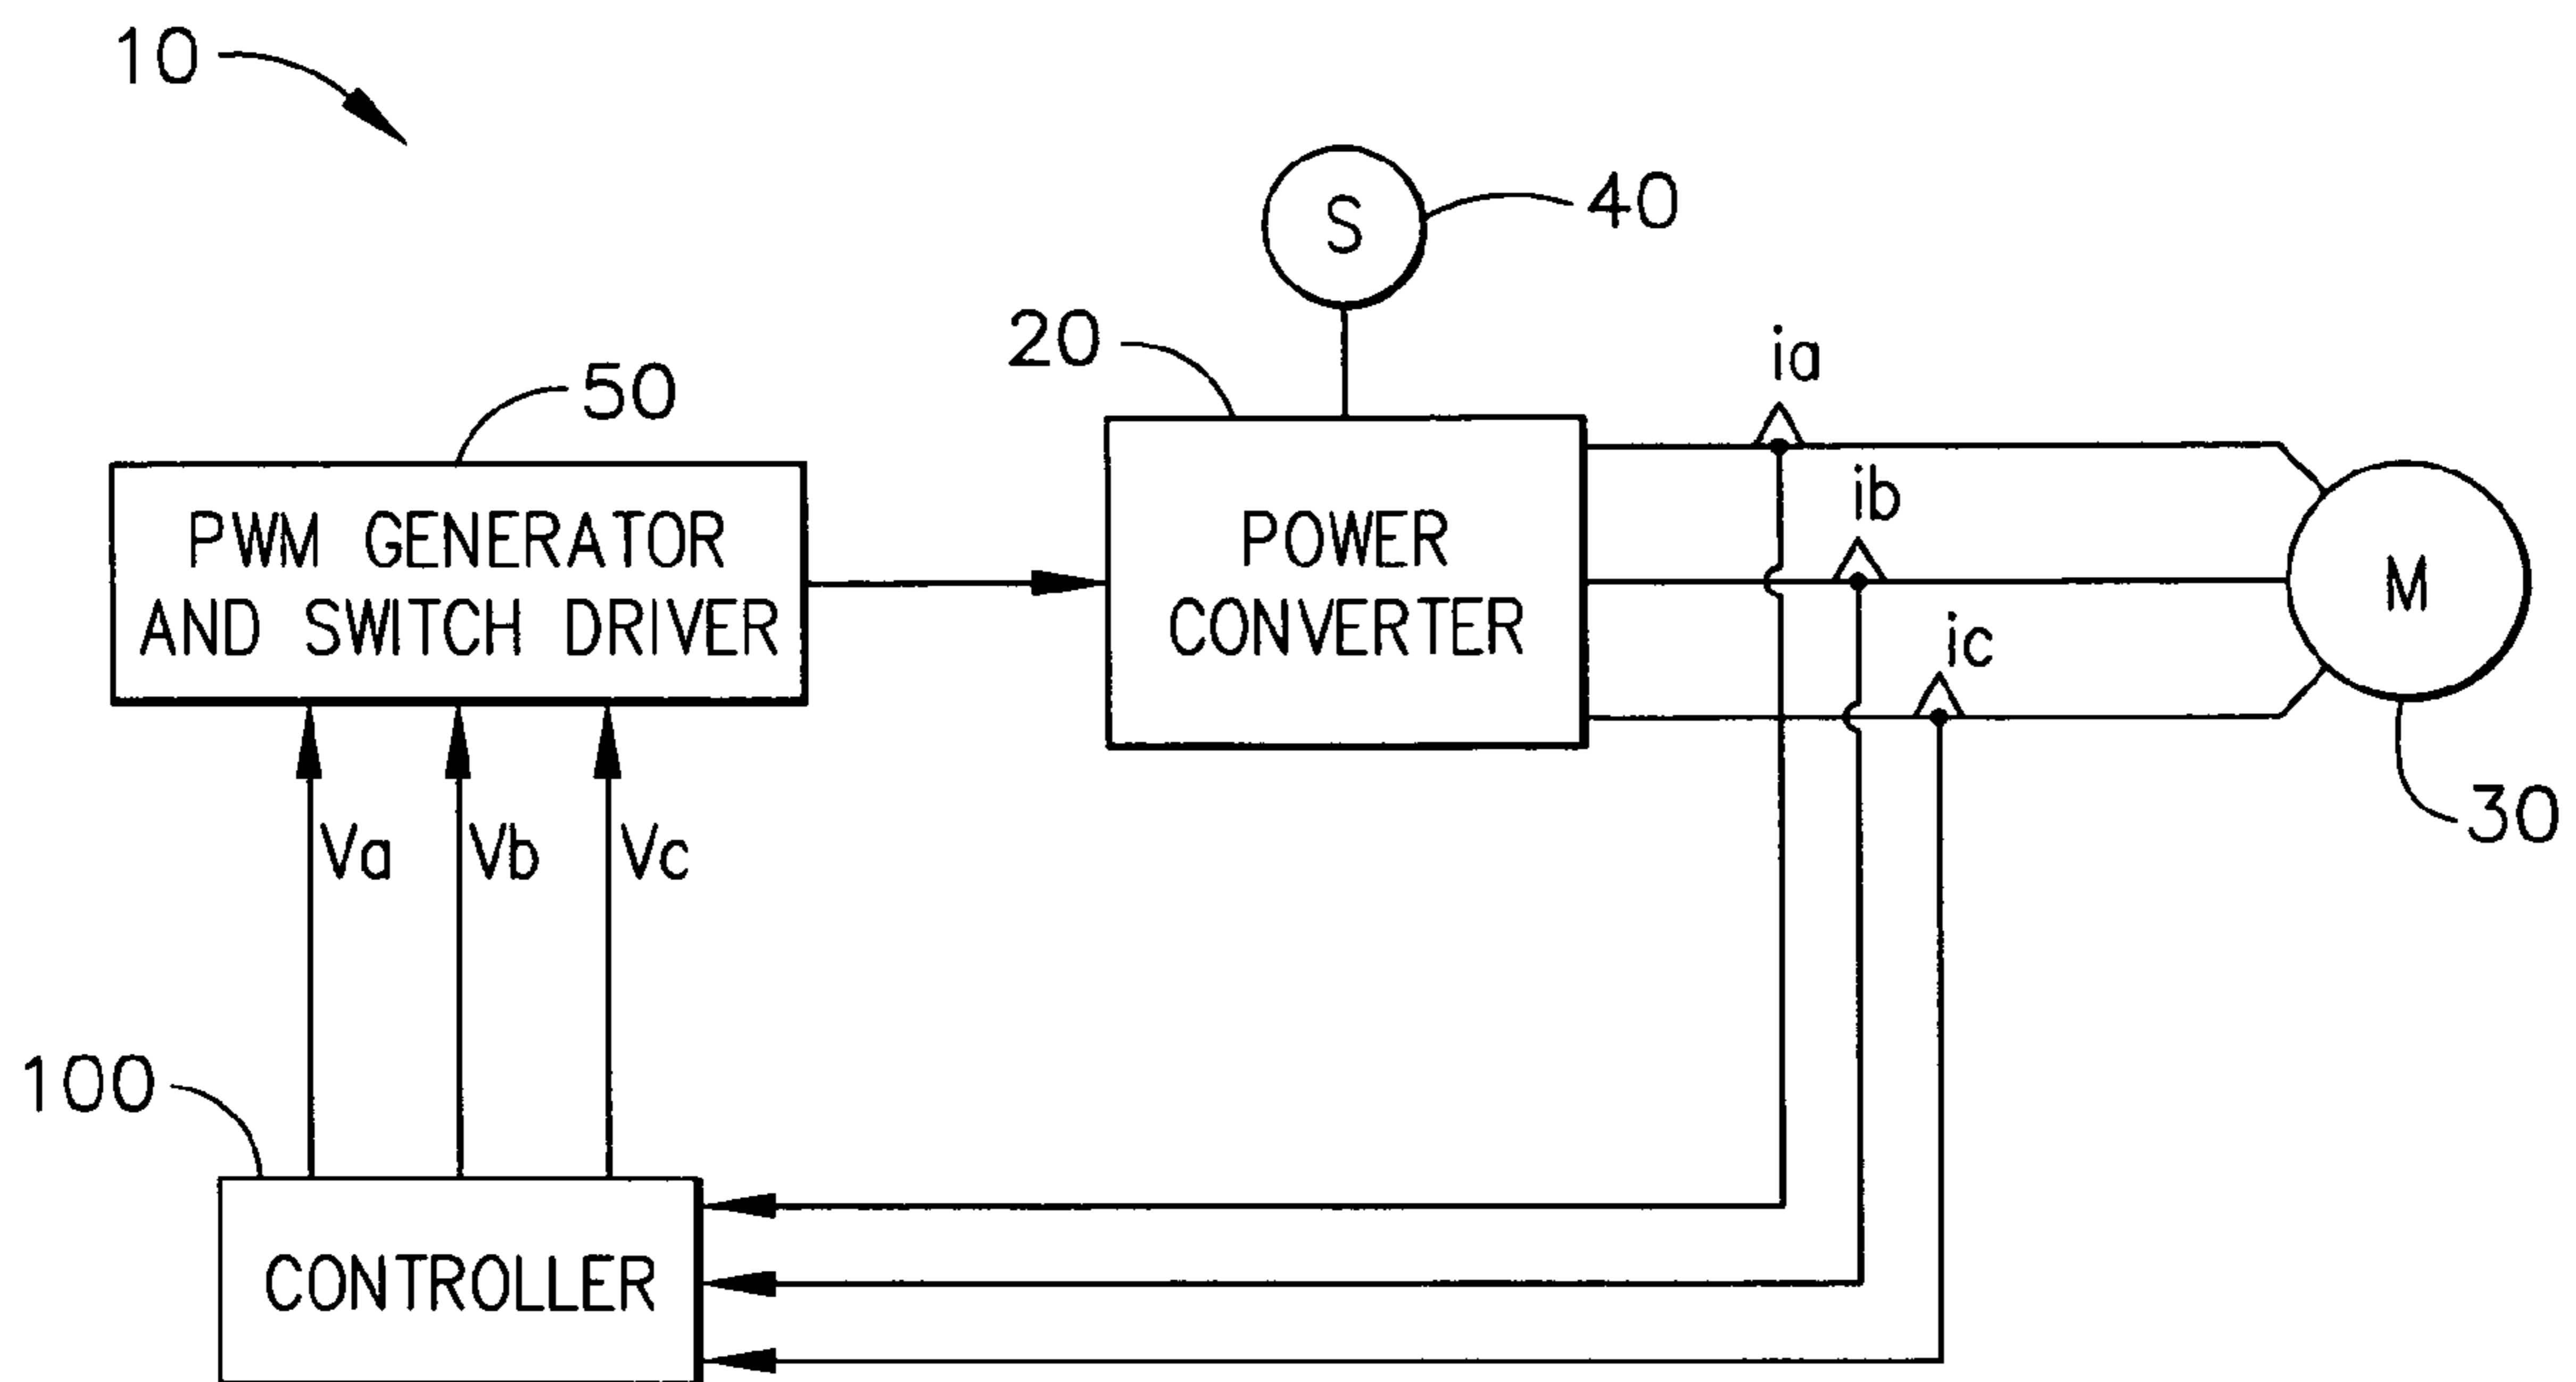 10
S
40
20
ia
50
ib
PWM GENERATOR
AND SWITCH DRIVER
POWER
CONVERTER
M
ic
30
Va
Vb
Vc
100
CONTROLLER